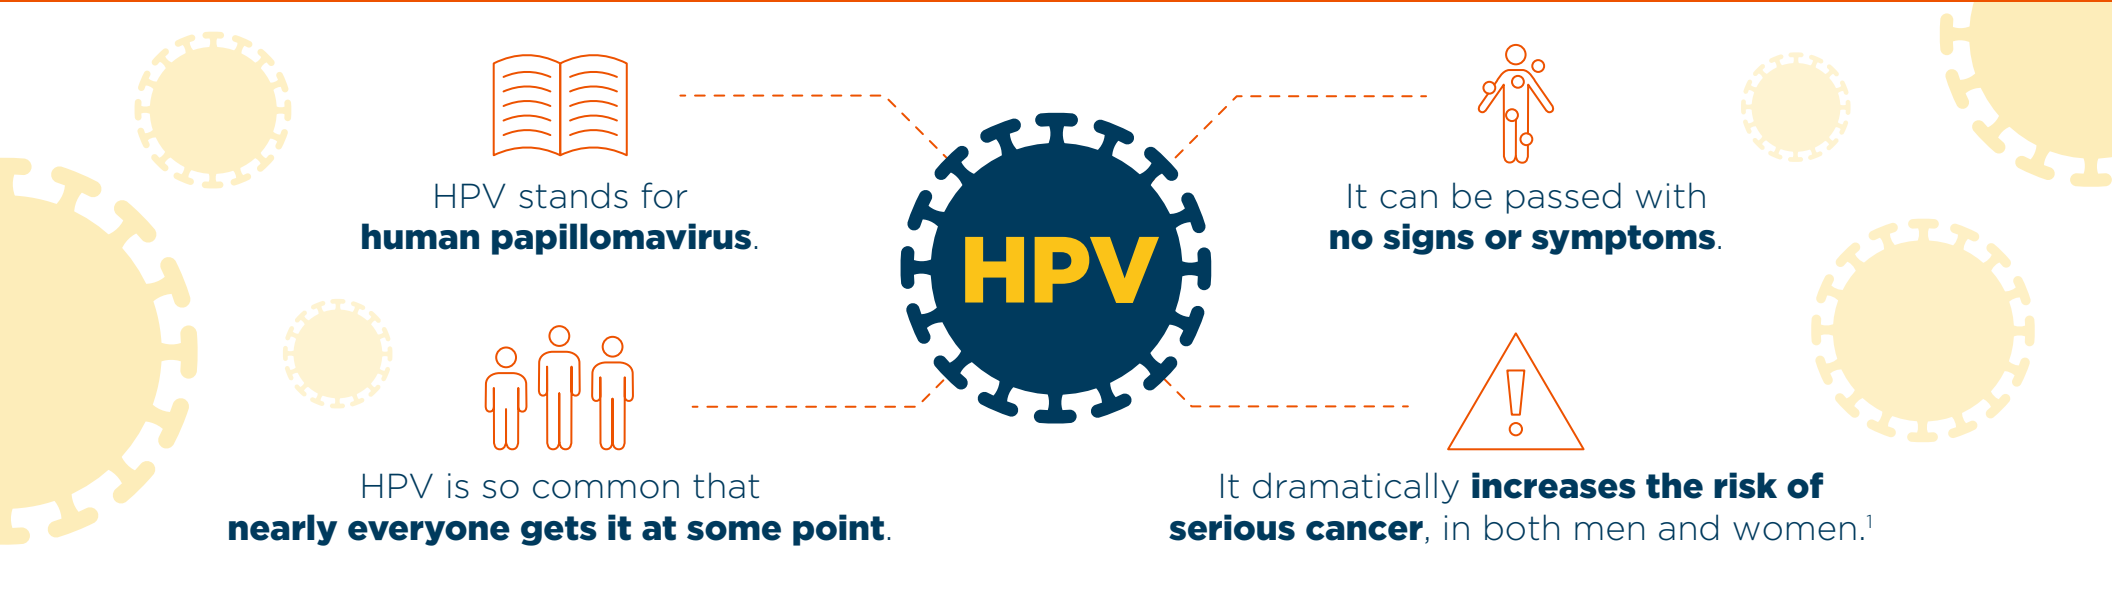 HPV stands for
human papillomavirus.
HPV
It can be passed with
no signs or symptoms.
HPV is so common that
nearly everyone gets it at some point.
It dramatically increases the risk of
serious cancer, in both men and women.¹